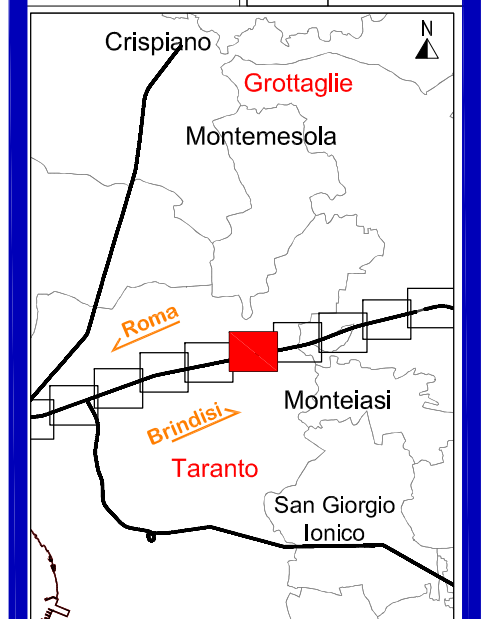 Crispiano
N
Grottaglie
Montemesola
Roma
Monteiasi
Brindisi
Taranto
San Giorgio
Ionico